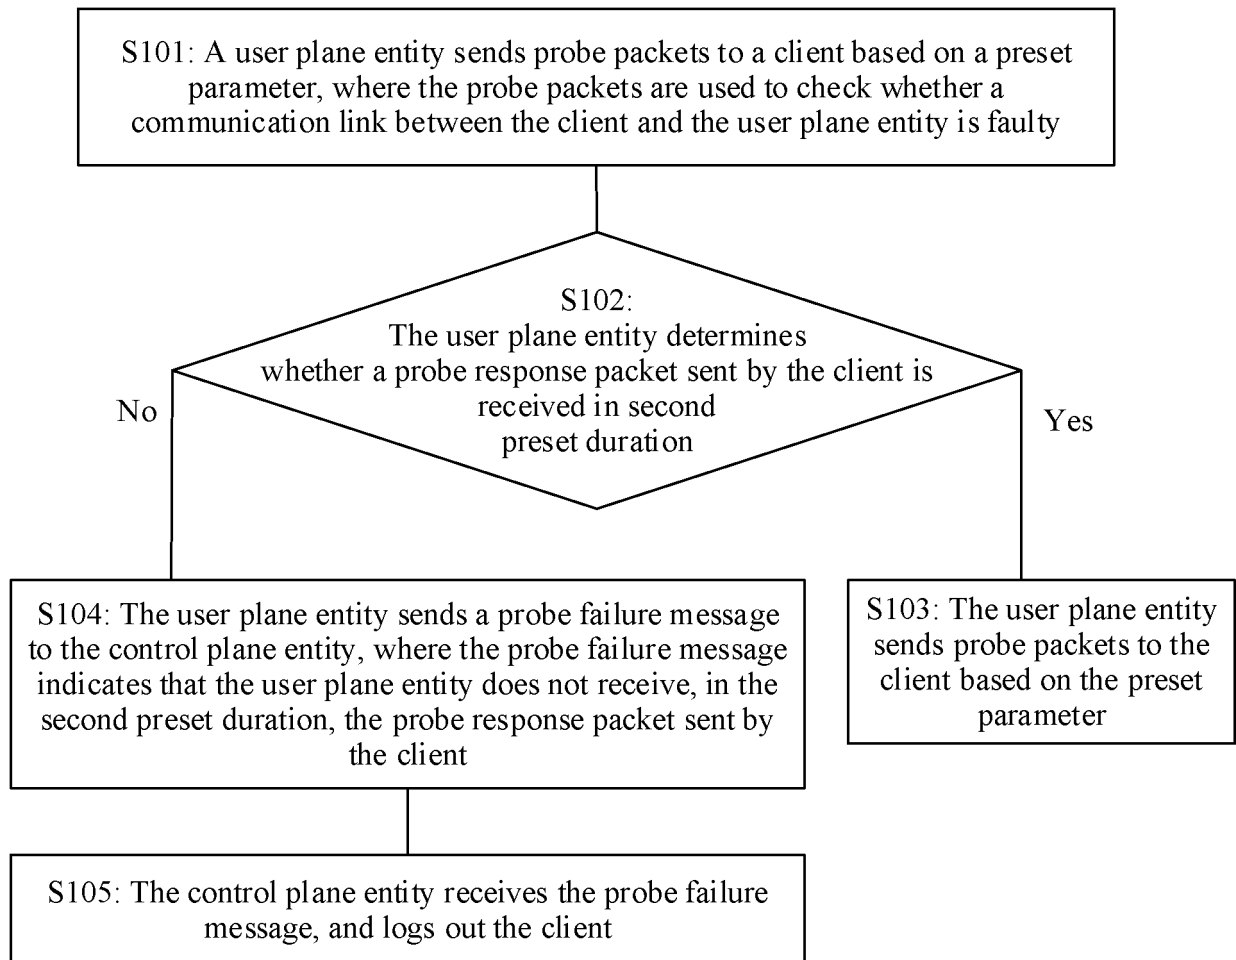 S101: A user plane entity sends probe packets to a client based on a preset
parameter, where the probe packets are used to check whether a
communication link between the client and the user plane entity is faulty
S102:
The user plane entity determines
whether a probe response packet sent by the client is
received in second
preset duration
No
Yes
S104: The user plane entity sends a probe failure message
to the control plane entity, where the probe failure message
indicates that the user plane entity does not receive, in the
second preset duration, the probe response packet sent by
the client
S103: The user plane entity
sends probe packets to the
client based on the preset
parameter
S105: The control plane entity receives the probe failure
message, and logs out the client